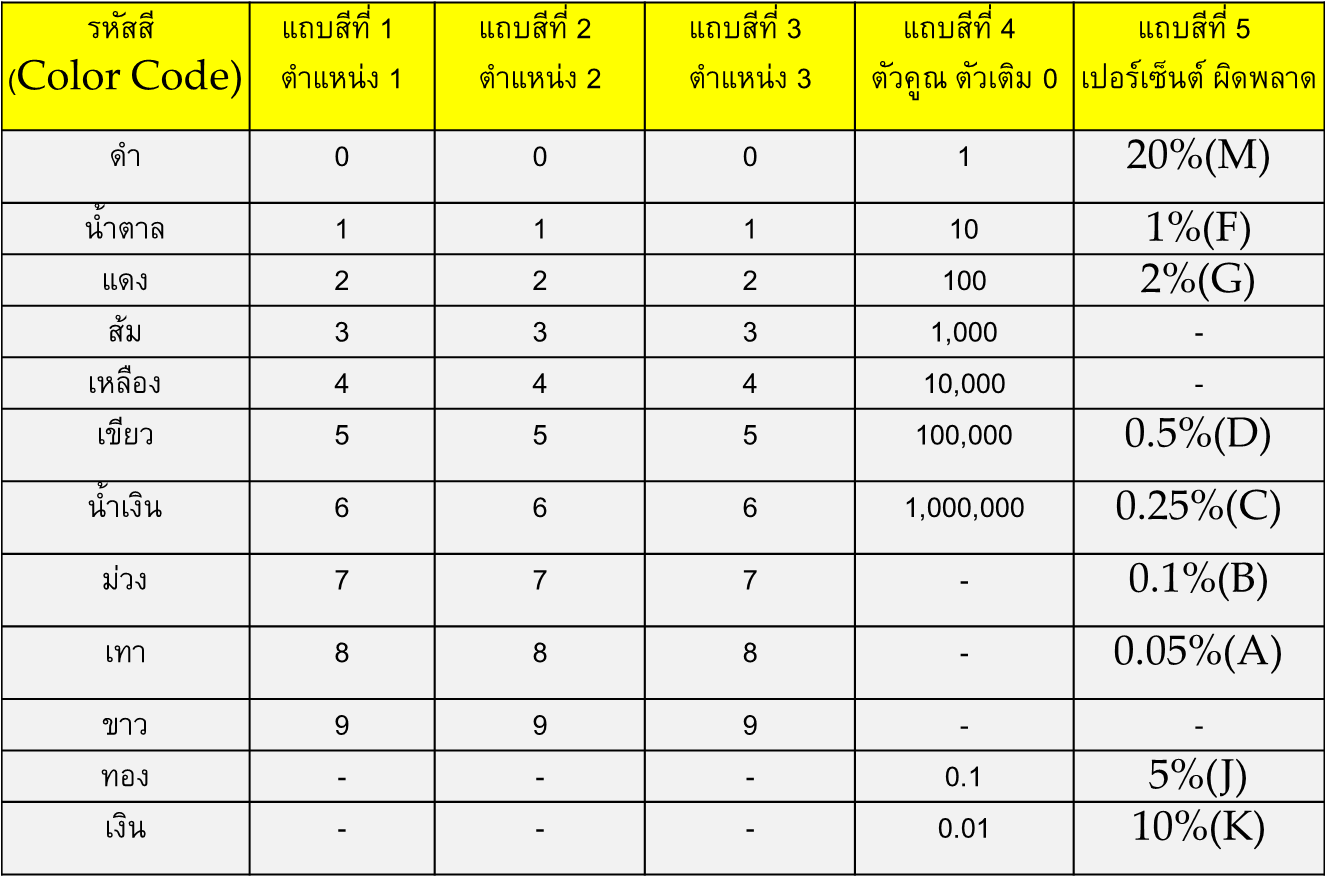 รหัสสี แถบสีที่ 1 แถบสีที่ 2 แถบสีที่ 3 แถบสีที่ 4 แถบสีที่ 5
(Color Code) ตำแหน่ง 1 ตำแหน่ง 2 ตำแหน่ง 3 ตัวคูณ ตัวเติม 0 เปอร์เซ็นต์ ผิดพลาด
ดำ 0 0 0 1 20%(M)
น้ำตาล 1 1 1 10 1%(F)
แดง 2 2 2 100 2%(G)
ส้ม 3 3 3 1,000 -
เหลือง 4 4 4 10,000 -
เขียว 5 5 5 100,000 0.5%(D)
น้ำเงิน 6 6 6 1,000,000 0.25%(C)
ม่วง 7 7 7 - 0.1%(B)
เทา 8 8 8 - 0.05%(A)
ขาว 9 9 9 - -
ทอง - - - 0.1 5%(J)
เงิน - - - 0.01 10%(K)